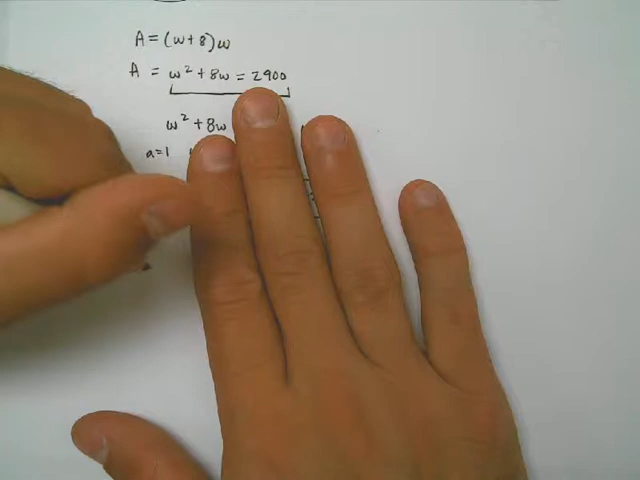 A = (w + 8) w
A = w² + 8w = 2900
w² + 8w
a = 1